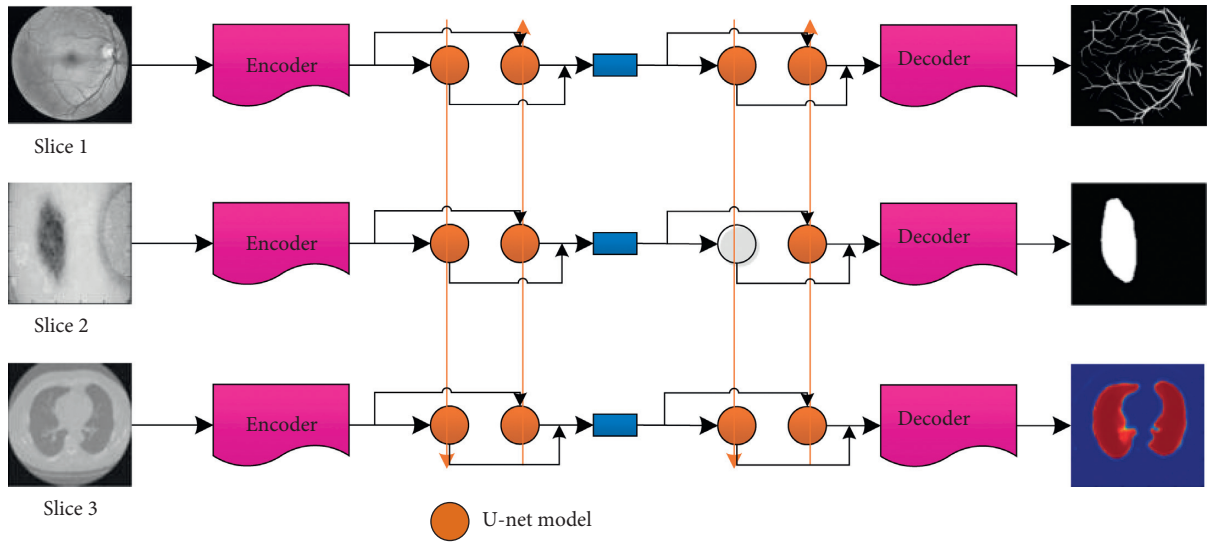 Encoder
Decoder
Slice 1
Encoder
Decoder
Slice 2
Encoder
Decoder
Slice 3
U-net model